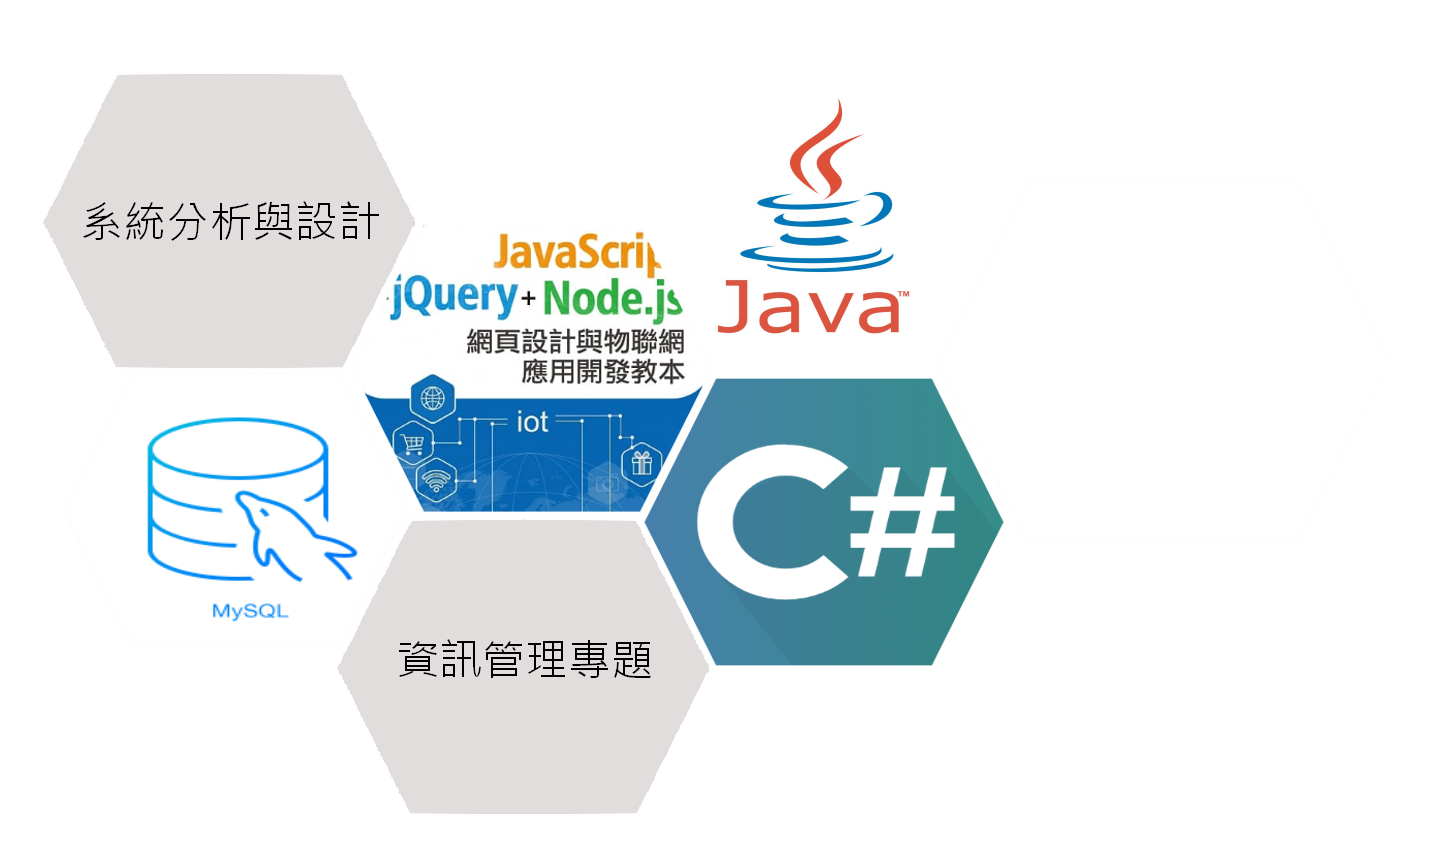 系統分析與設計
JavaScrip
jQuery+Node.js
網頁設計與物聯網
應用開發教本
iot
Java™
MySQL
C#
資訊管理專題